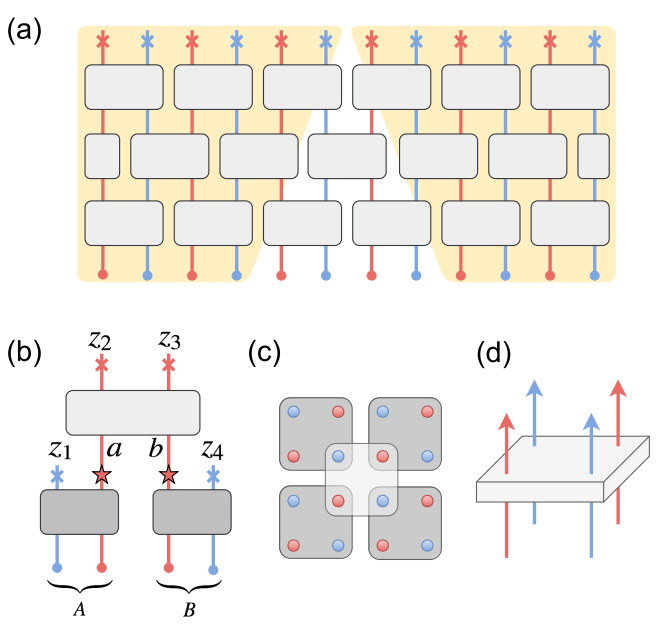 (a)
(b)
z₂ z₃
z₁ a b z₄
A B
(c)
(d)